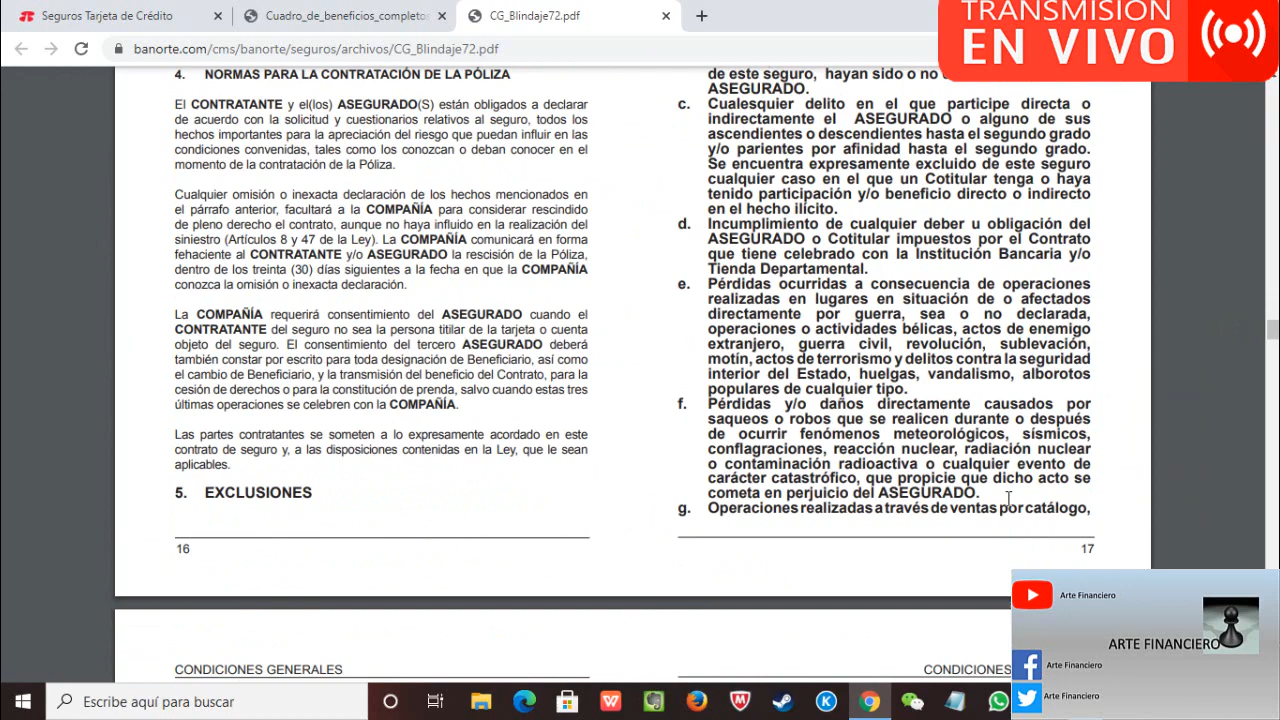 Seguros Tarjeta de Crédito
Cuadro_de_beneficios_completos
CG_Blindaje72.pdf
banorte.com/cms/banorte/seguros/archivos/CG_Blindaje72.pdf
TRANSMISIÓN
EN VIVO
4. NORMAS PARA LA CONTRATACIÓN DE LA PÓLIZA
El CONTRATANTE y el(los) ASEGURADO(S) están obligados a declarar
de acuerdo con la solicitud y cuestionarios relativos al seguro, todos los
hechos importantes para la apreciación del riesgo que puedan influir en las
condiciones convenidas, tales como los conozcan o deban conocer en el
momento de la contratación de la Póliza.
Cualquier omisión o inexacta declaración de los hechos mencionados en
el párrafo anterior, facultará a la COMPAÑÍA para considerar rescindido
de pleno derecho el contrato, aunque no haya influido en la realización del
siniestro (Artículos 8 y 47 de la Ley). La COMPAÑÍA comunicará en forma
fehaciente al CONTRATANTE y/o ASEGURADO la rescisión de la Póliza,
dentro de los treinta (30) días siguientes a la fecha en que la COMPAÑÍA
conozca la omisión o inexacta declaración.
La COMPAÑÍA requerirá consentimiento del ASEGURADO cuando el
CONTRATANTE del seguro no sea la persona titilar de la tarjeta o cuenta
objeto del seguro. El consentimiento del tercero ASEGURADO deberá
también constar por escrito para toda designación de Beneficiario, así como
el cambio de Beneficiario, y la transmisión del beneficio del Contrato, para la
cesión de derechos o para la constitución de prenda, salvo cuando estas tres
últimas operaciones se celebren con la COMPAÑÍA.
Las partes contratantes se someten a lo expresamente acordado en este
contrato de seguro y, a las disposiciones contenidas en la Ley, que le sean
aplicables.
5. EXCLUSIONES
16
de este seguro, hayan sido o no
ASEGURADO.
c. Cualesquier delito en el que participe directa o
indirectamente el ASEGURADO o alguno de sus
ascendientes o descendientes hasta el segundo grado
y/o parientes por afinidad hasta el segundo grado.
Se encuentra expresamente excluido de este seguro
cualquier caso en el que un Cotitular tenga o haya
tenido participación y/o beneficio directo o indirecto
en el hecho ilícito.
d. Incumplimiento de cualquier deber u obligación del
ASEGURADO o Cotitular impuestos por el Contrato
que tiene celebrado con la Institución Bancaria y/o
Tienda Departamental.
e. Pérdidas ocurridas a consecuencia de operaciones
realizadas en lugares en situación de o afectados
directamente por guerra, sea o no declarada,
operaciones o actividades bélicas, actos de enemigo
extranjero, guerra civil, revolución, sublevación,
motín, actos de terrorismo y delitos contra la seguridad
interior del Estado, huelgas, vandalismo, alborotos
populares de cualquier tipo.
f. Pérdidas y/o daños directamente causados por
saqueos o robos que se realicen durante o después
de ocurrir fenómenos meteorológicos, sísmicos,
conflagraciones, reacción nuclear, radiación nuclear
o contaminación radioactiva o cualquier evento de
carácter catastrófico, que propicie que dicho acto se
cometa en perjuicio del ASEGURADO.
g. Operaciones realizadas a través de ventas por catálogo,
17
CONDICIONES GENERALES
CONDICIONES
Arte Financiero
ARTE FINANCIERO
Arte Financiero
Arte Financiero
Escribe aquí para buscar